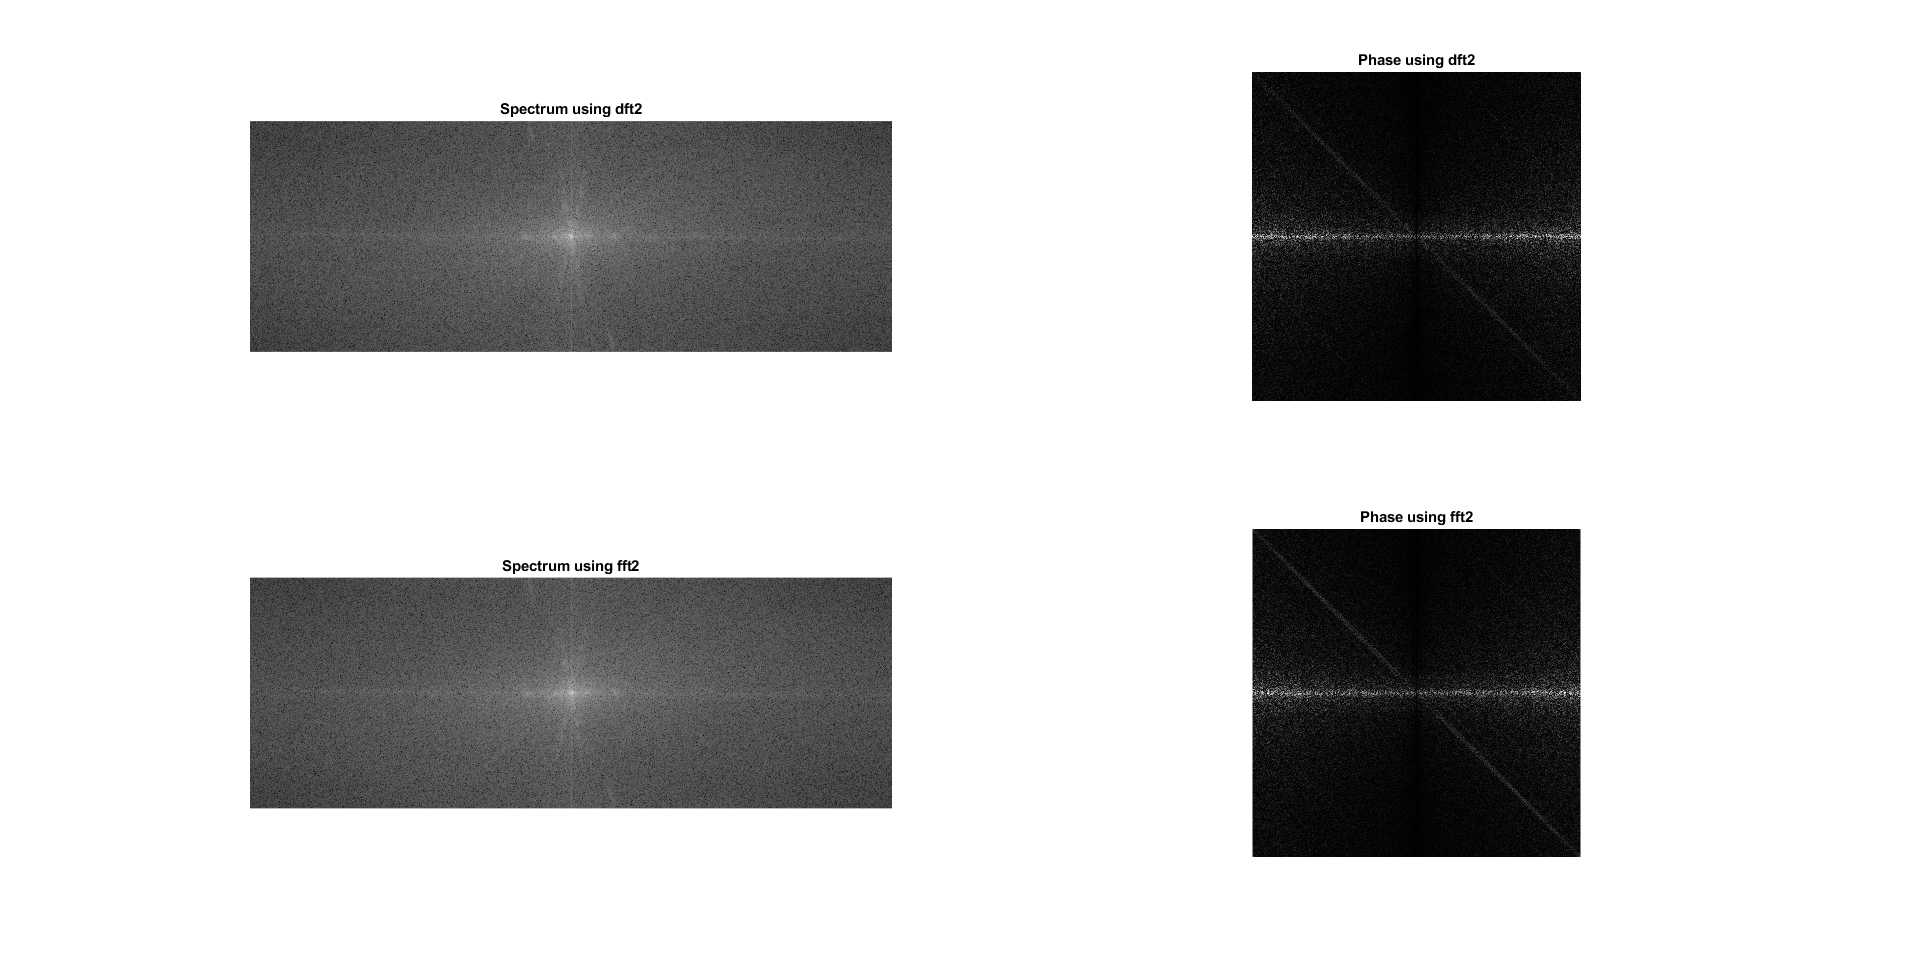 Spectrum using dft2
Phase using dft2
Spectrum using fft2
Phase using fft2